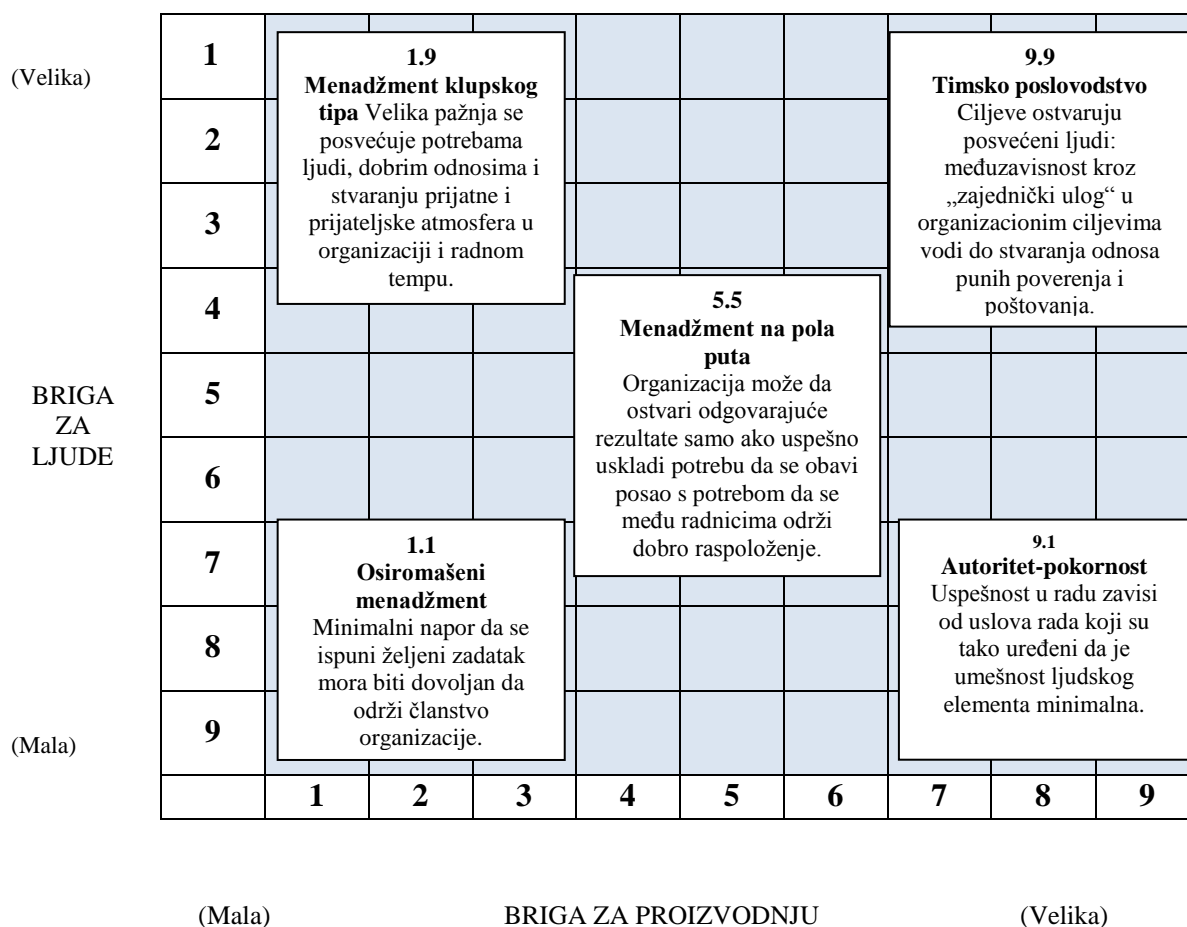 (Velika)
1
2
3
4
5
6
7
8
9
BRIGA
ZA
LJUDE
(Mala)
1.9
Menadžment klupskog
tipa Velika pažnja se
posvećuje potrebama
ljudi, dobrim odnosima i
stvaranju prijatne i
prijateljske atmosfera u
organizaciji i radnom
tempu.
9.9
Timsko poslovodstvo
Ciljeve ostvaruju
posvećeni ljudi:
međuzavisnost kroz
„zajednički ulog“ u
organizacionim ciljevima
vodi do stvaranja odnosa
punih poverenja i
poštovanja.
5.5
Menadžment na pola
puta
Organizacija može da
ostvari odgovarajuće
rezultate samo ako uspešno
uskladi potrebu da se obavi
posao s potrebom da se
među radnicima održi
dobro raspoloženje.
1.1
Osiromašeni
menadžment
Minimalni napor da se
ispuni željeni zadatak
mora biti dovoljan da
održi članstvo
organizacije.
9.1
Autoritet-pokornost
Uspešnost u radu zavisi
od uslova rada koji su
tako uređeni da je
umešnost ljudskog
elementa minimalna.
1 2 3 4 5 6 7 8 9
(Mala) BRIGA ZA PROIZVODNJU (Velika)